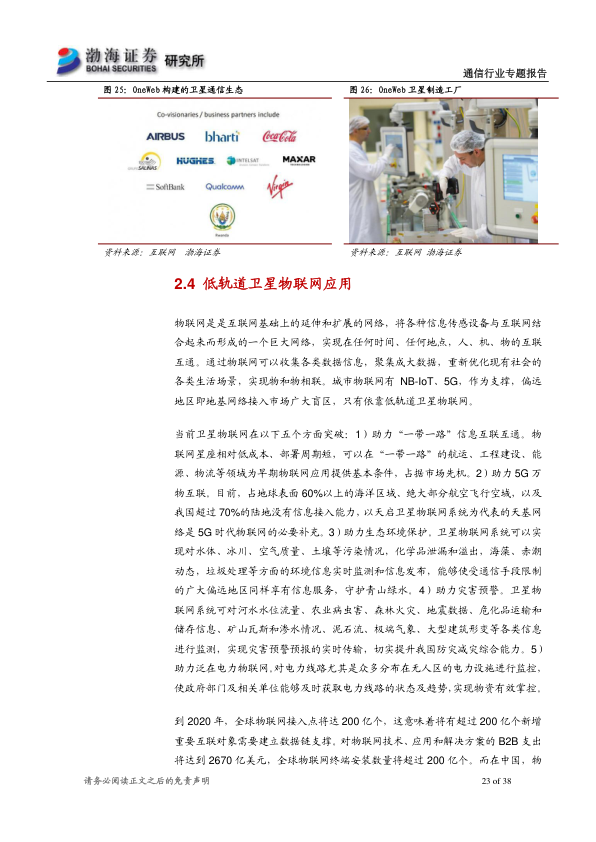 渤海证券 研究所
BOHAI SECURITIES
通信行业专题报告
图 25：OneWeb 构建的卫星通信生态
图 26：OneWeb 卫星制造工厂
Co-visionaries / business partners include
AIRBUS bharti Coca-Cola
SALINAS HUGHES INTELSAT MAXAR
SoftBank Qualcomm Virgin
Rwanda
资料来源：互联网 渤海证券
资料来源：互联网 渤海证券
2.4 低轨道卫星物联网应用
物联网是是互联网基础上的延伸和扩展的网络，将各种信息传感设备与互联网结
合起来而形成的一个巨大网络，实现在任何时间、任何地点，人、机、物的互联
互通。通过物联网可以收集各类数据信息，聚集成大数据，重新优化现有社会的
各类生活场景，实现物和物相联。城市物联网有 NB-IoT、5G，作为支撑，偏远
地区即地基网络接入市场广大盲区，只有依靠低轨道卫星物联网。
当前卫星物联网在以下五个方面突破：1）助力“一带一路”信息互联互通。物
联网星座相对低成本、部署周期短，可以在“一带一路”的航运、工程建设、能
源、物流等领域为早期物联网应用提供基本条件，占据市场先机。2）助力 5G 万
物互联。目前，占地球表面 60%以上的海洋区域、绝大部分航空飞行空域，以及
我国超过 70%的陆地没有信息接入能力，以天启卫星物联网系统为代表的天基网
络是 5G 时代物联网的必要补充。3）助力生态环境保护。卫星物联网系统可以实
现对水体、冰川、空气质量、土壤等污染情况，化学品泄漏和溢出，海藻、赤潮
动态，垃圾处理等方面的环境信息实时监测和信息发布，能够使受通信手段限制
的广大偏远地区同样享有信息服务，守护青山绿水。4）助力灾害预警。卫星物
联网系统可对河水水位流量、农业病虫害、森林火灾、地震数据、危化品运输和
储存信息、矿山瓦斯和渗水情况、泥石流、极端气象、大型建筑形变等各类信息
进行监测，实现灾害预警预报的实时传输，切实提升我国防灾减灾综合能力。5）
助力泛在电力物联网。对电力线路尤其是众多分布在无人区的电力设施进行监控，
使政府部门及相关单位能够及时获取电力线路的状态及趋势，实现物资有效掌控。
到 2020 年，全球物联网接入点将达 200 亿个，这意味着将有超过 200 亿个新增
重要互联对象需要建立数据链支撑。对物联网技术、应用和解决方案的 B2B 支出
将达到 2670 亿美元，全球物联网终端安装数量将超过 200 亿个。而在中国，物
请务必阅读正文之后的免责声明
23 of 38